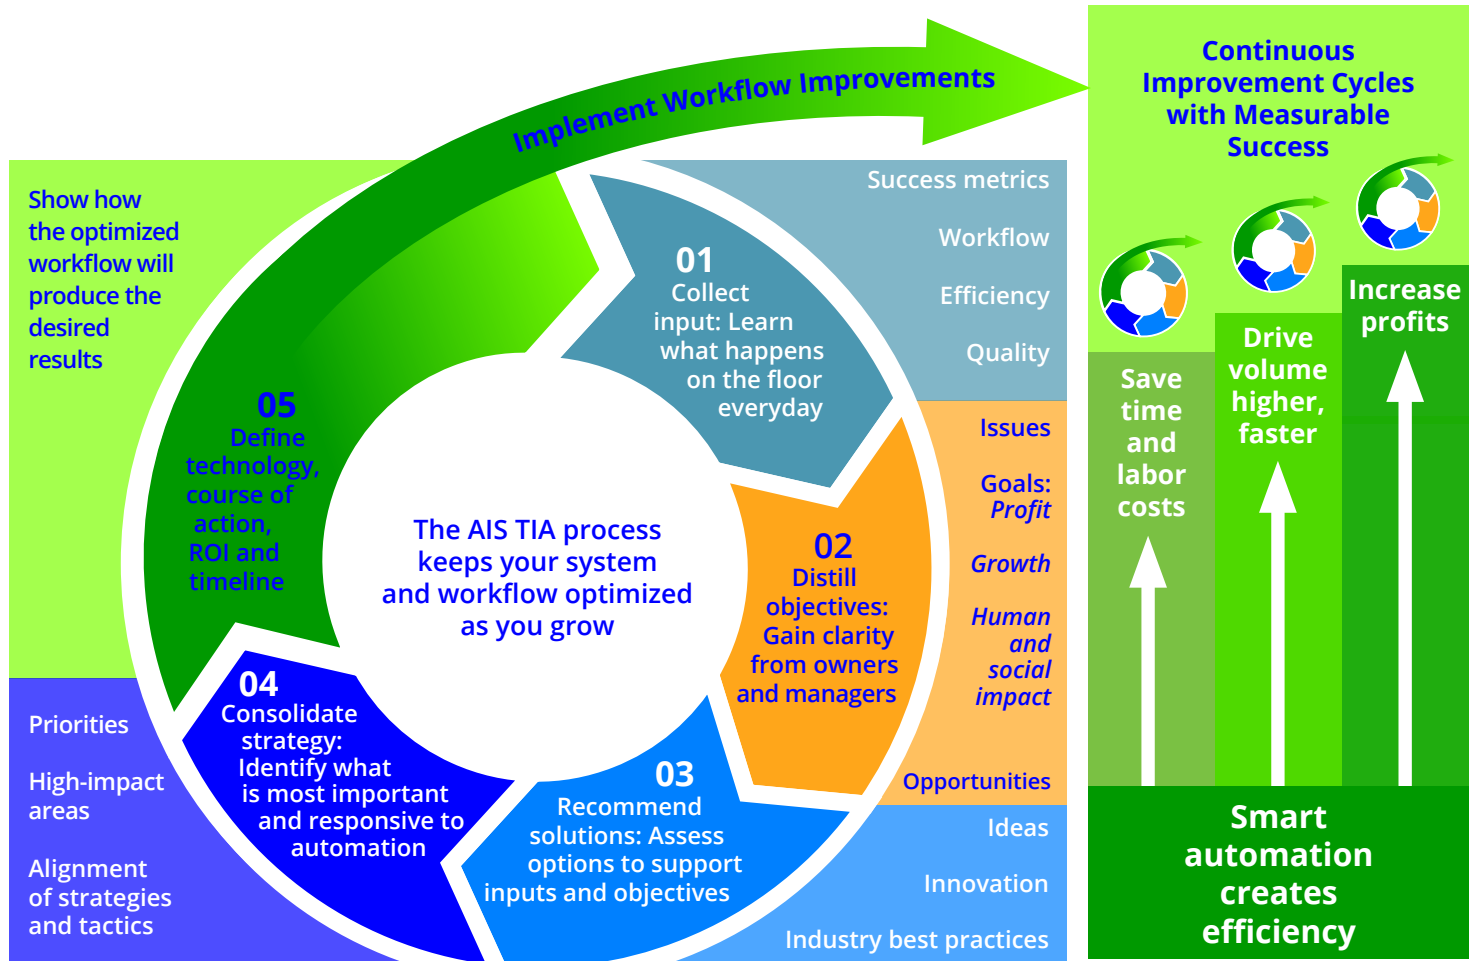 Implement Workflow Improvements
Show how
the optimized
workflow will
produce the
desired
results
01
Collect
input: Learn
what happens
on the floor
everyday
Success metrics
Workflow
Efficiency
Quality
02
Distill
objectives:
Gain clarity
from owners
and managers
Issues
Goals:
Profit
Growth
Human
and
social
impact
Opportunities
03
Recommend
solutions: Assess
options to support
inputs and objectives
Ideas
Innovation
Industry best practices
04
Consolidate
strategy:
Identify what
is most important
and responsive to
automation
Priorities
High-impact
areas
Alignment
of strategies
and tactics
05
Define
technology,
course of
action,
ROI and
timeline
The AIS TIA process
keeps your system
and workflow optimized
as you grow
Continuous
Improvement Cycles
with Measurable
Success
Save
time
and
labor
costs
Drive
volume
higher,
faster
Increase
profits
Smart
automation
creates
efficiency